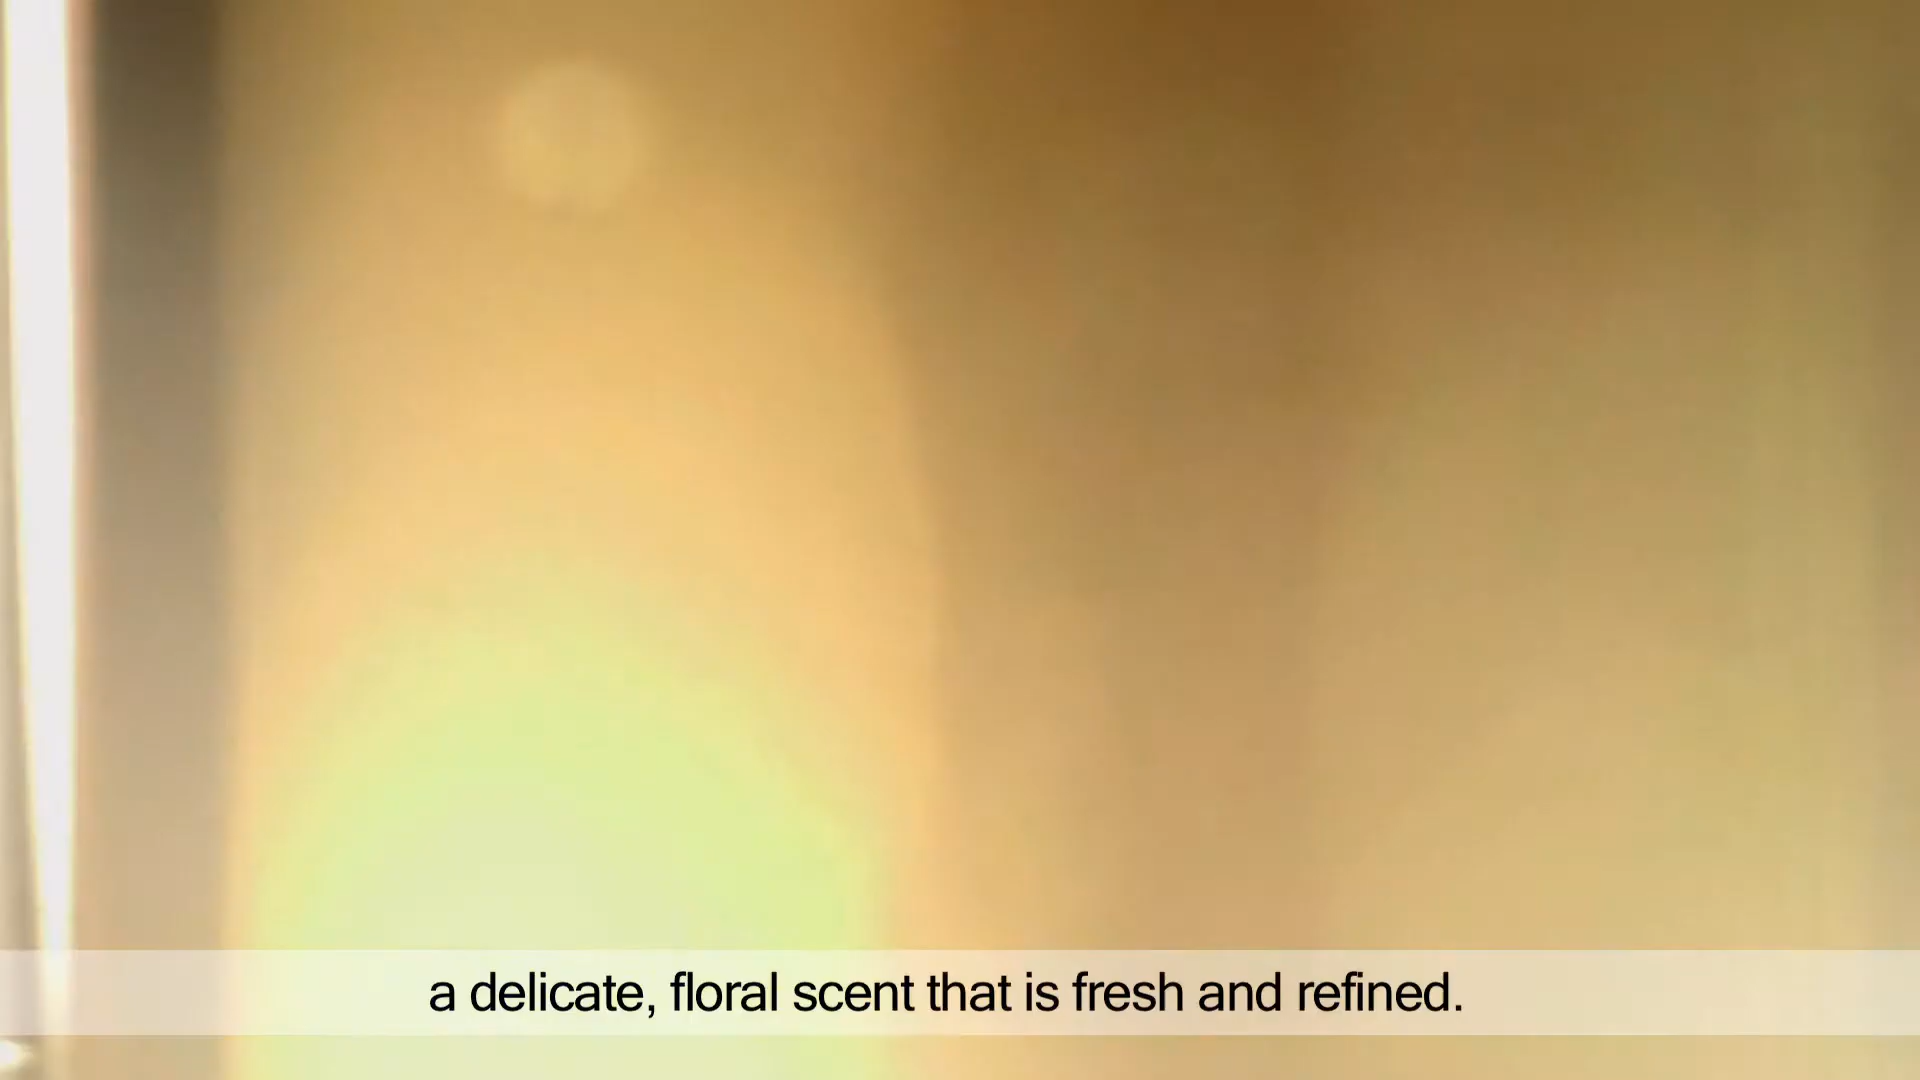 a delicate, floral scent that is fresh and refined.